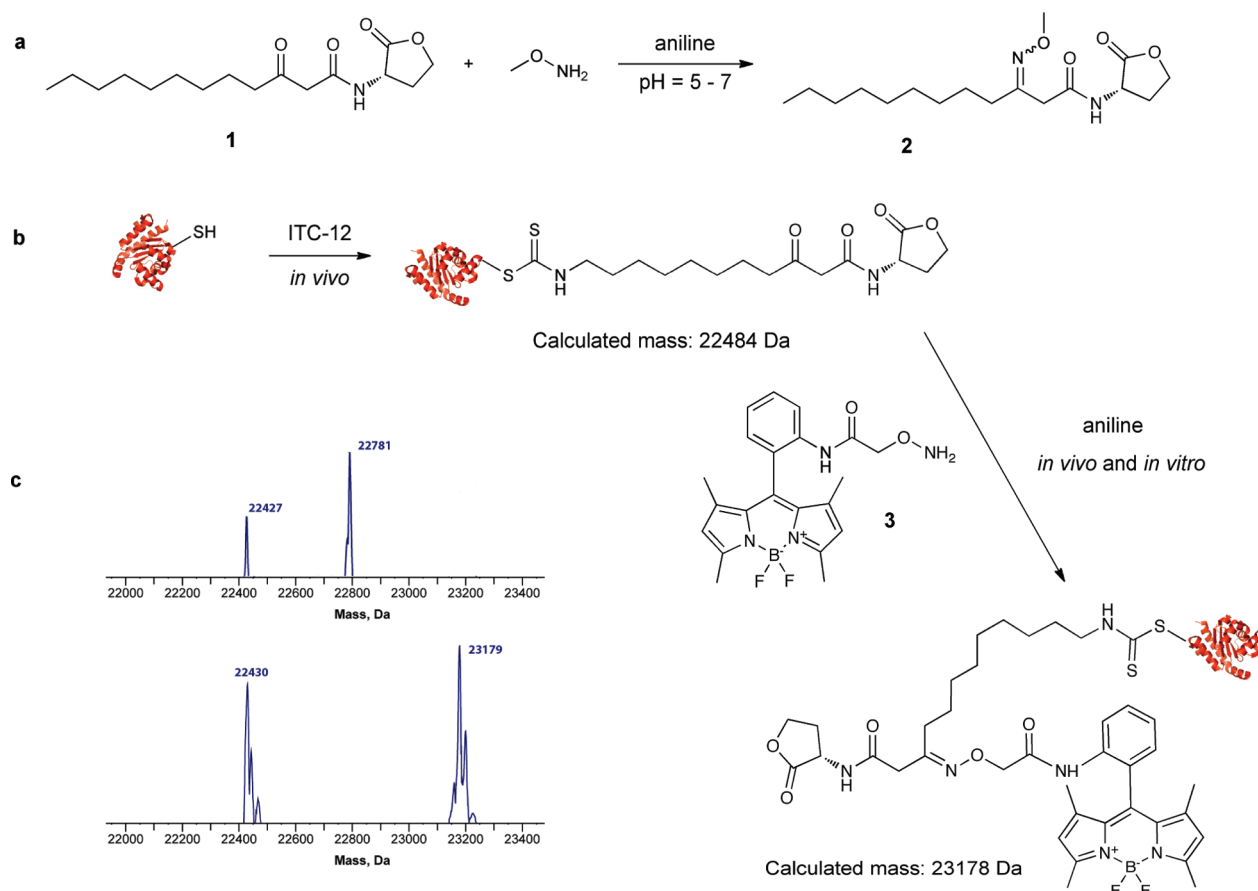 a
O
O
N
H
O
O
1
+
O
NH2
aniline
pH = 5 - 7
N
O
O
N
H
O
O
2
b
SH
ITC-12
in vivo
S
S
N
H
O
O
N
H
O
O
Calculated mass: 22484 Da
c
22781
22427
22000 22200 22400 22600 22800 23000 23200 23400
Mass, Da
23179
22430
22000 22200 22400 22600 22800 23000 23200 23400
Mass, Da
O
N
H
O
NH2
N
N+
B-
F F
3
aniline
in vivo and in vitro
H
N
S
S
O
O
O
N
H
N
O
O
N
H
N+
N
B-
F F
Calculated mass: 23178 Da